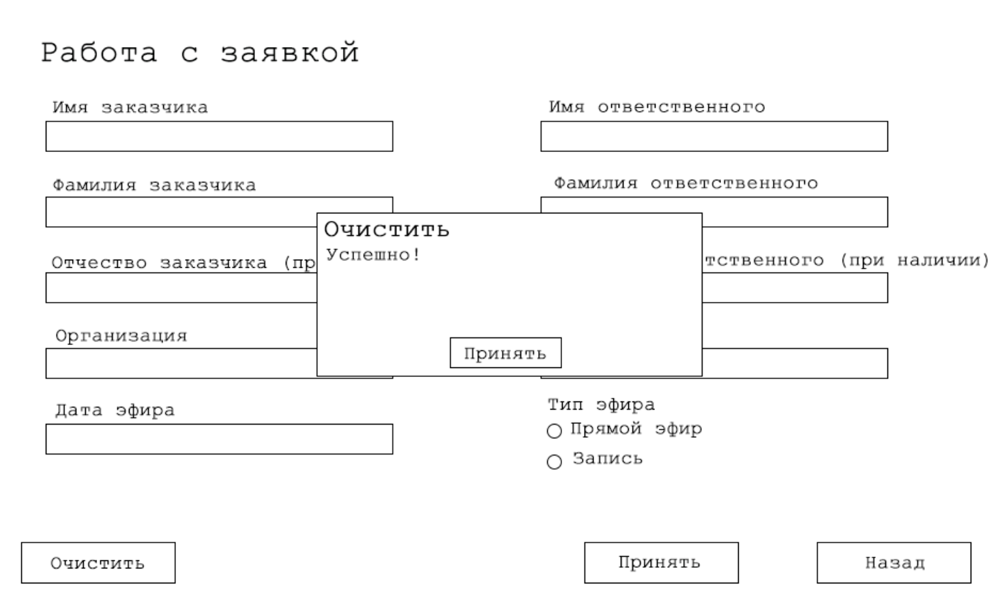 Работа с заявкой
Имя заказчика
Имя ответственного
Фамилия заказчика
Фамилия ответственного
Очистить
Успешно!
Отчество заказчика (пр
тственного (при наличии)
Организация
Принять
Дата эфира
Тип эфира
Прямой эфир
Запись
Очистить
Принять
Назад